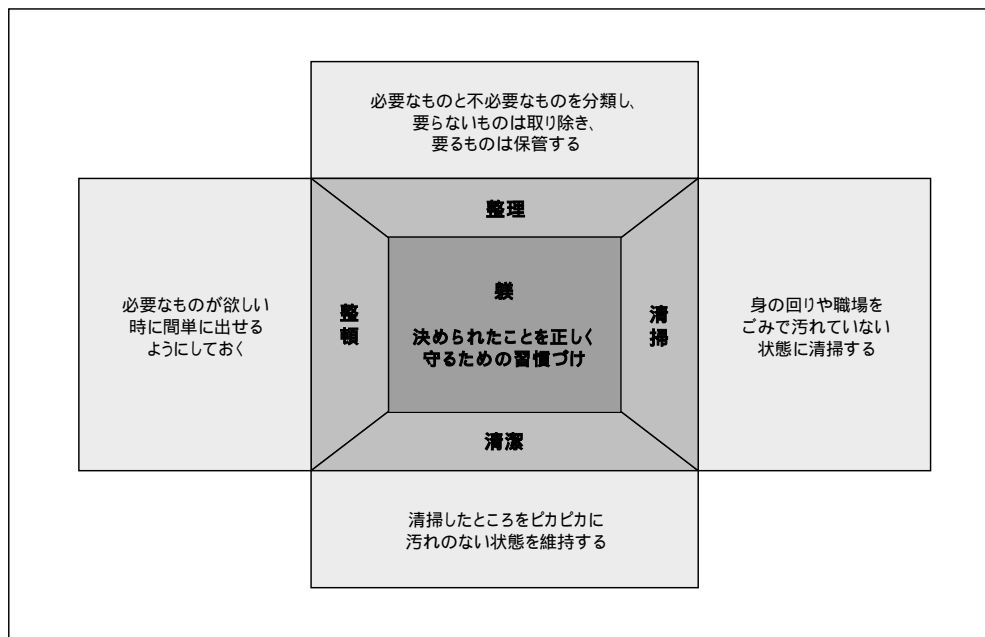 必要なものと不必要なものを分類し、
要らないものは取り除き、
要るものは保管する
整理
必要なものが欲しい
時に間単に出せる
ようにしておく
整頓
躾
決められたことを正しく
守るための習慣づけ
清掃
身の回りや職場を
ごみで汚れていない
状態に清掃する
清潔
清掃したところをピカピカに
汚れのない状態を維持する